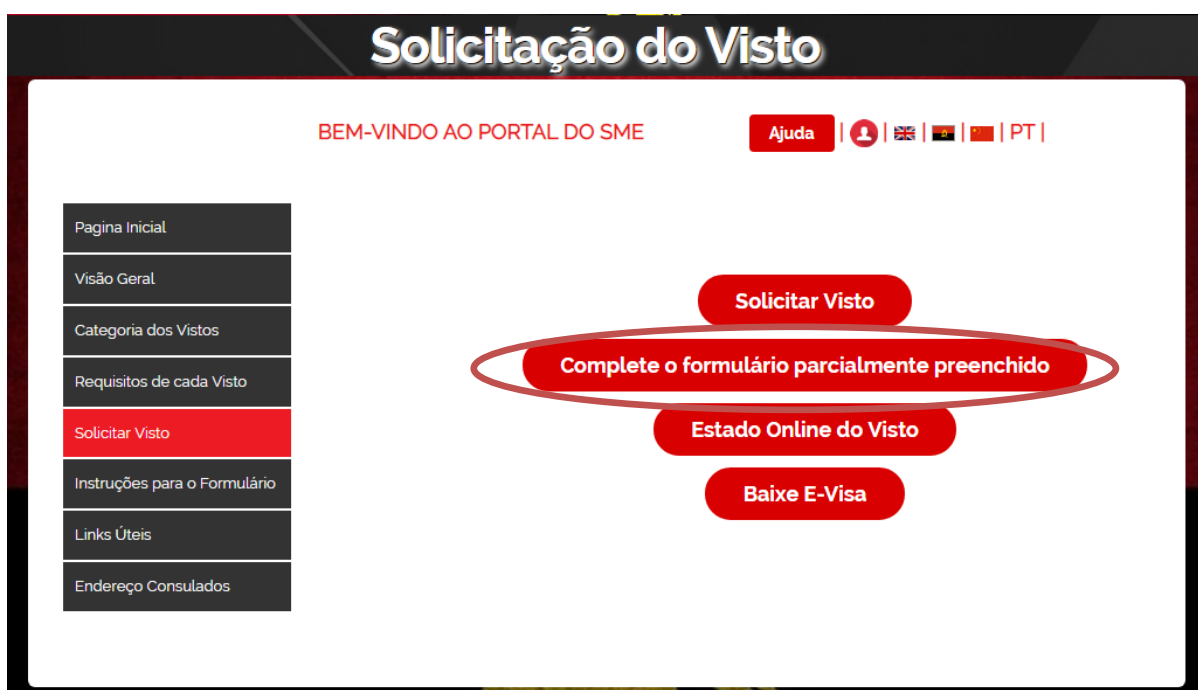 Solicitação do Visto
BEM-VINDO AO PORTAL DO SME
Ajuda | | | | | PT |
Pagina Inicial
Visão Geral
Categoria dos Vistos
Requisitos de cada Visto
Solicitar Visto
Instruções para o Formulário
Links Úteis
Endereço Consulados
Solicitar Visto
Complete o formulário parcialmente preenchido
Estado Online do Visto
Baixe E-Visa